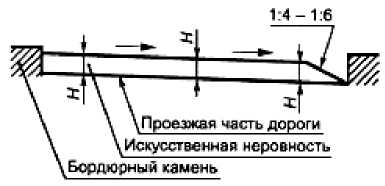 1:4 – 1:6
H
H
H
Проезжая часть дороги
Искусственная неровность
Бордюрный камень